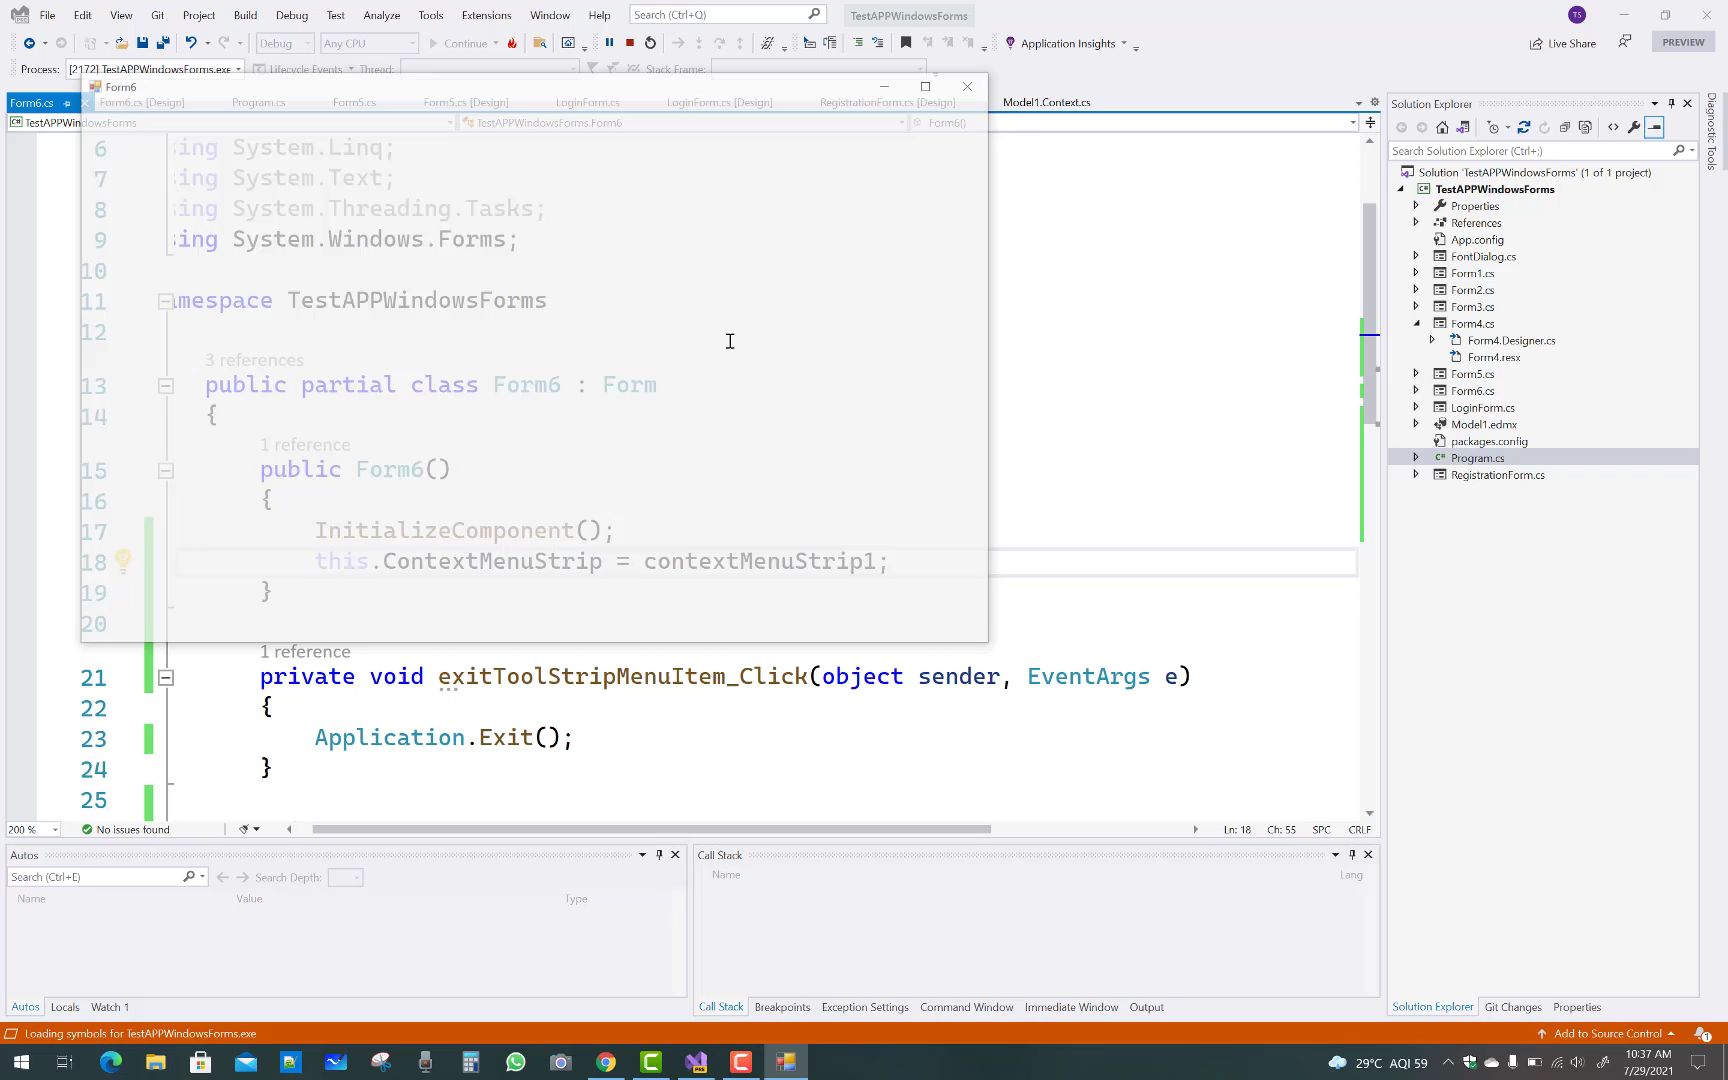 File Edit View Git Project Build Debug Test Analyze Tools Extensions Window Help Search (Ctrl+Q) TestAPPWindowsForms TS
Debug Any CPU Continue Application Insights Live Share PREVIEW
Process: [2172] TestAPPWindowsForms.exe Lifecycle Events Thread: Stack Frame:
Form6
Form6.cs Form6.cs [Design] Program.cs Form5.cs Form5.cs [Design] LoginForm.cs LoginForm.cs [Design] RegistrationForm.cs [Design] Model1.Context.cs
TestAPPWindowsForms TestAPPWindowsForms.Form6 Form6()
6 sing System.Linq;
7 sing System.Text;
8 sing System.Threading.Tasks;
9 sing System.Windows.Forms;
10
11 mespace TestAPPWindowsForms
12
3 references
13 public partial class Form6 : Form
14 {
1 reference
15 public Form6()
16 {
17 InitializeComponent();
18 this.ContextMenuStrip = contextMenuStrip1;
19 }
20
1 reference
21 private void exitToolStripMenuItem_Click(object sender, EventArgs e)
22 {
23 Application.Exit();
24 }
25
200 % No issues found Ln: 18 Ch: 55 SPC CRLF
Autos
Search (Ctrl+E) Search Depth:
Name Value Type
Autos Locals Watch 1
Call Stack
Name Lang
Call Stack Breakpoints Exception Settings Command Window Immediate Window Output
Solution Explorer
Search Solution Explorer (Ctrl+;)
Solution 'TestAPPWindowsForms' (1 of 1 project)
TestAPPWindowsForms
Properties
References
App.config
FontDialog.cs
Form1.cs
Form2.cs
Form3.cs
Form4.cs
Form4.Designer.cs
Form4.resx
Form5.cs
Form6.cs
LoginForm.cs
Model1.edmx
packages.config
C# Program.cs
RegistrationForm.cs
Solution Explorer Git Changes Properties
Diagnostic Tools
Loading symbols for TestAPPWindowsForms.exe Add to Source Control 1
29°C AQI 59 10:37 AM
7/29/2021